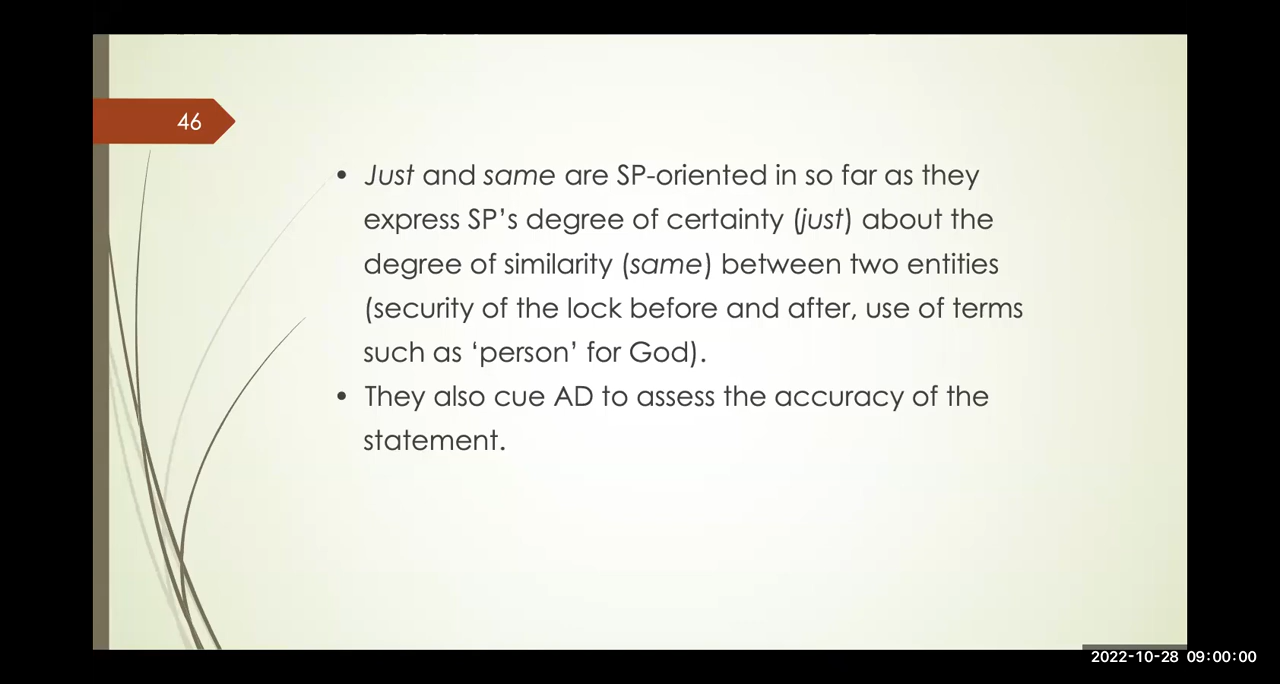 46
• Just and same are SP-oriented in so far as they
express SP’s degree of certainty (just) about the
degree of similarity (same) between two entities
(security of the lock before and after, use of terms
such as ‘person’ for God).
• They also cue AD to assess the accuracy of the
statement.
2022-10-28 09:00:00